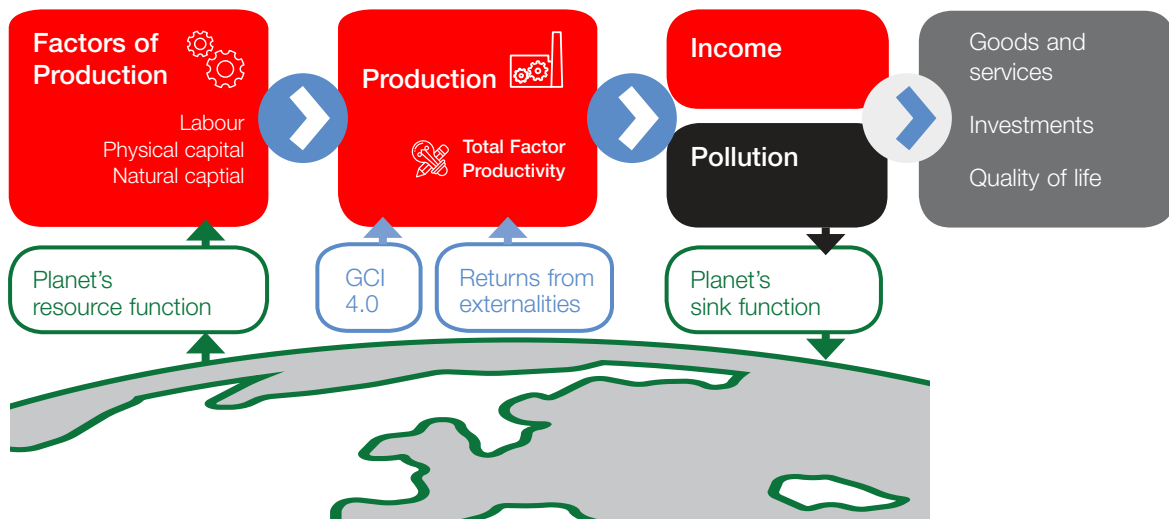 Factors of
Production
Labour
Physical capital
Natural captial
Production
Total Factor
Productivity
Income
Pollution
Goods and
services
Investments
Quality of life
Planet's
resource function
GCI
4.0
Returns from
externalities
Planet's
sink function